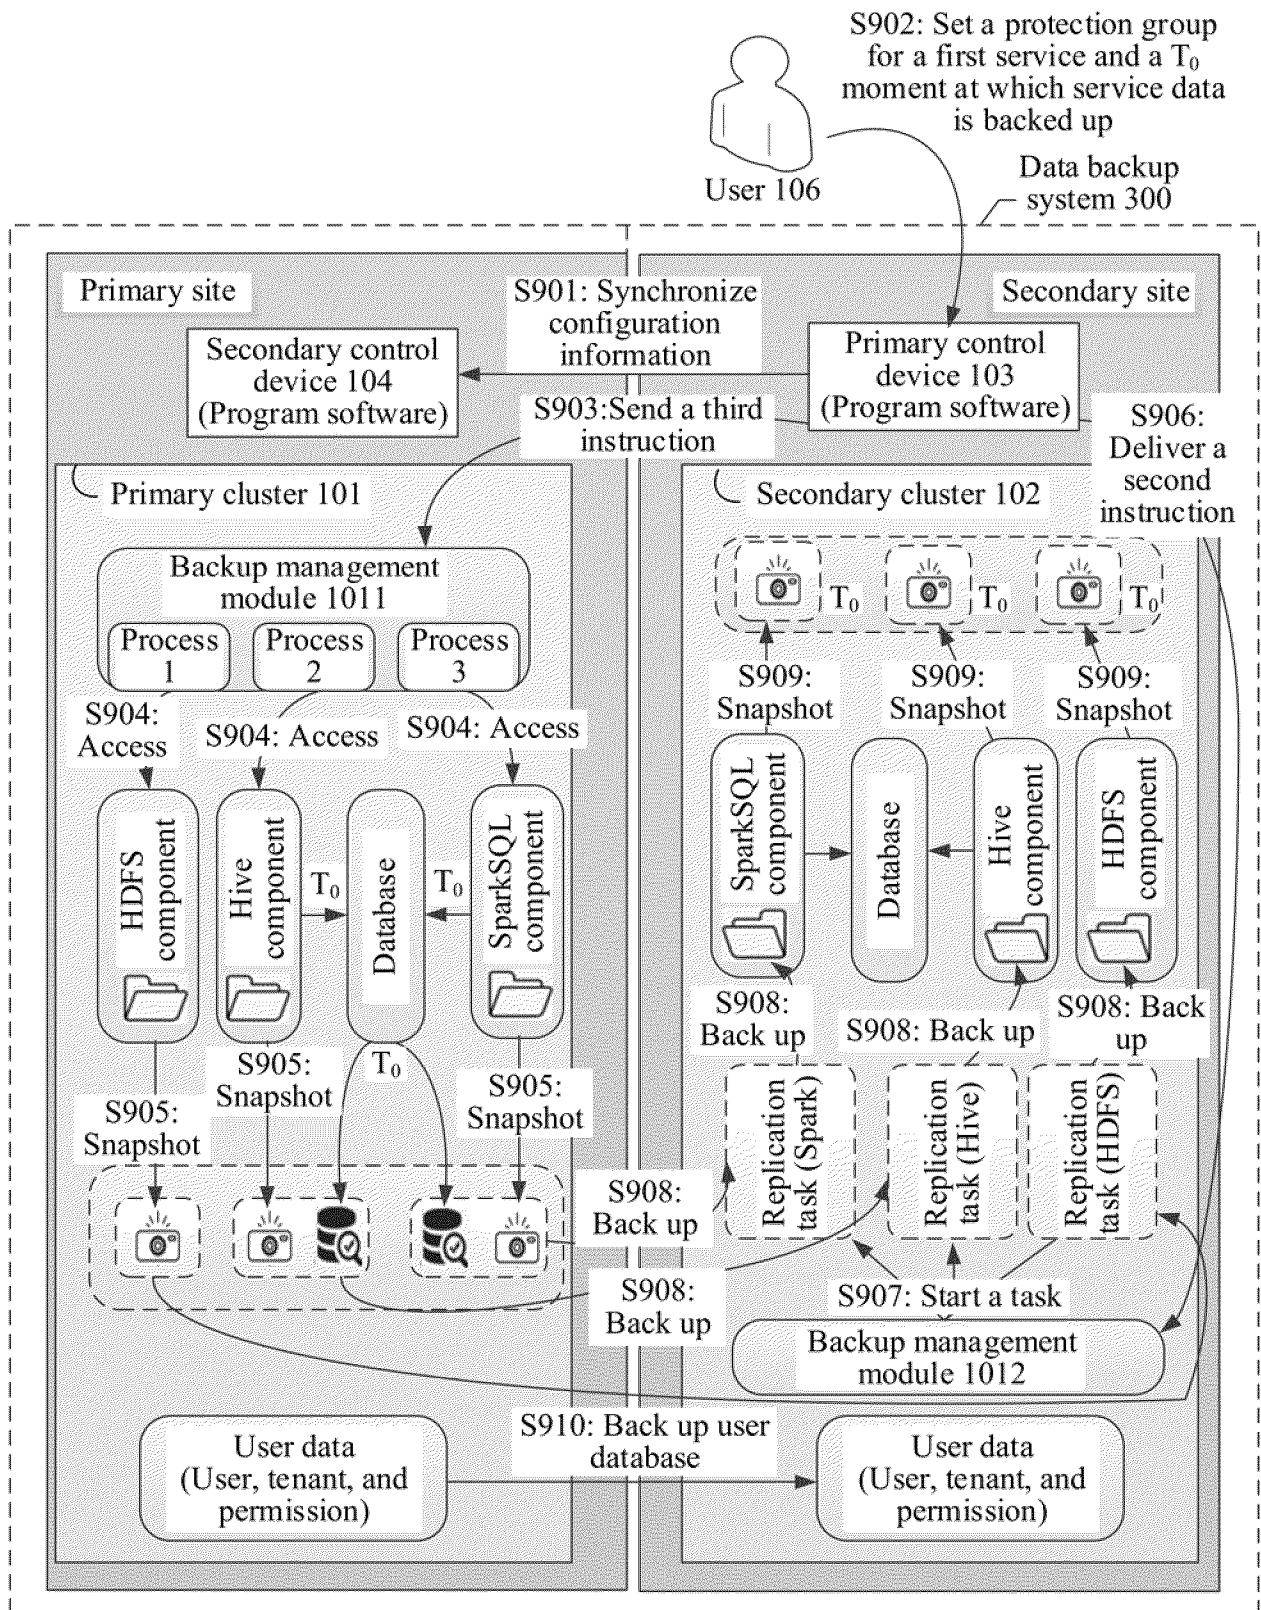 S902: Set a protection group
for a first service and a T₀
moment at which service data
is backed up
User 106
Data backup
system 300
Primary site
Secondary site
S901: Synchronize
configuration
information
Secondary control
device 104
(Program software)
Primary control
device 103
(Program software)
S903:Send a third
instruction
S906:
Deliver a
second
instruction
Primary cluster 101
Secondary cluster 102
Backup management
module 1011
Process
1
Process
2
Process
3
T₀
T₀
T₀
S904:
Access
S904: Access
S904: Access
S909:
Snapshot
S909:
Snapshot
S909:
Snapshot
HDFS
component
Hive
component
Database
SparkSQL
component
T₀
T₀
T₀
SparkSQL
component
Database
Hive
component
HDFS
component
S905:
Snapshot
S905:
Snapshot
S905:
Snapshot
S908:
Back up
S908: Back up
S908: Back
up
Replication
task (Spark)
Replication
task (Hive)
Replication
task (HDFS)
S908:
Back up
S908:
Back up
S907: Start a task
Backup management
module 1012
S910: Back up user
database
User data
(User, tenant, and
permission)
User data
(User, tenant, and
permission)